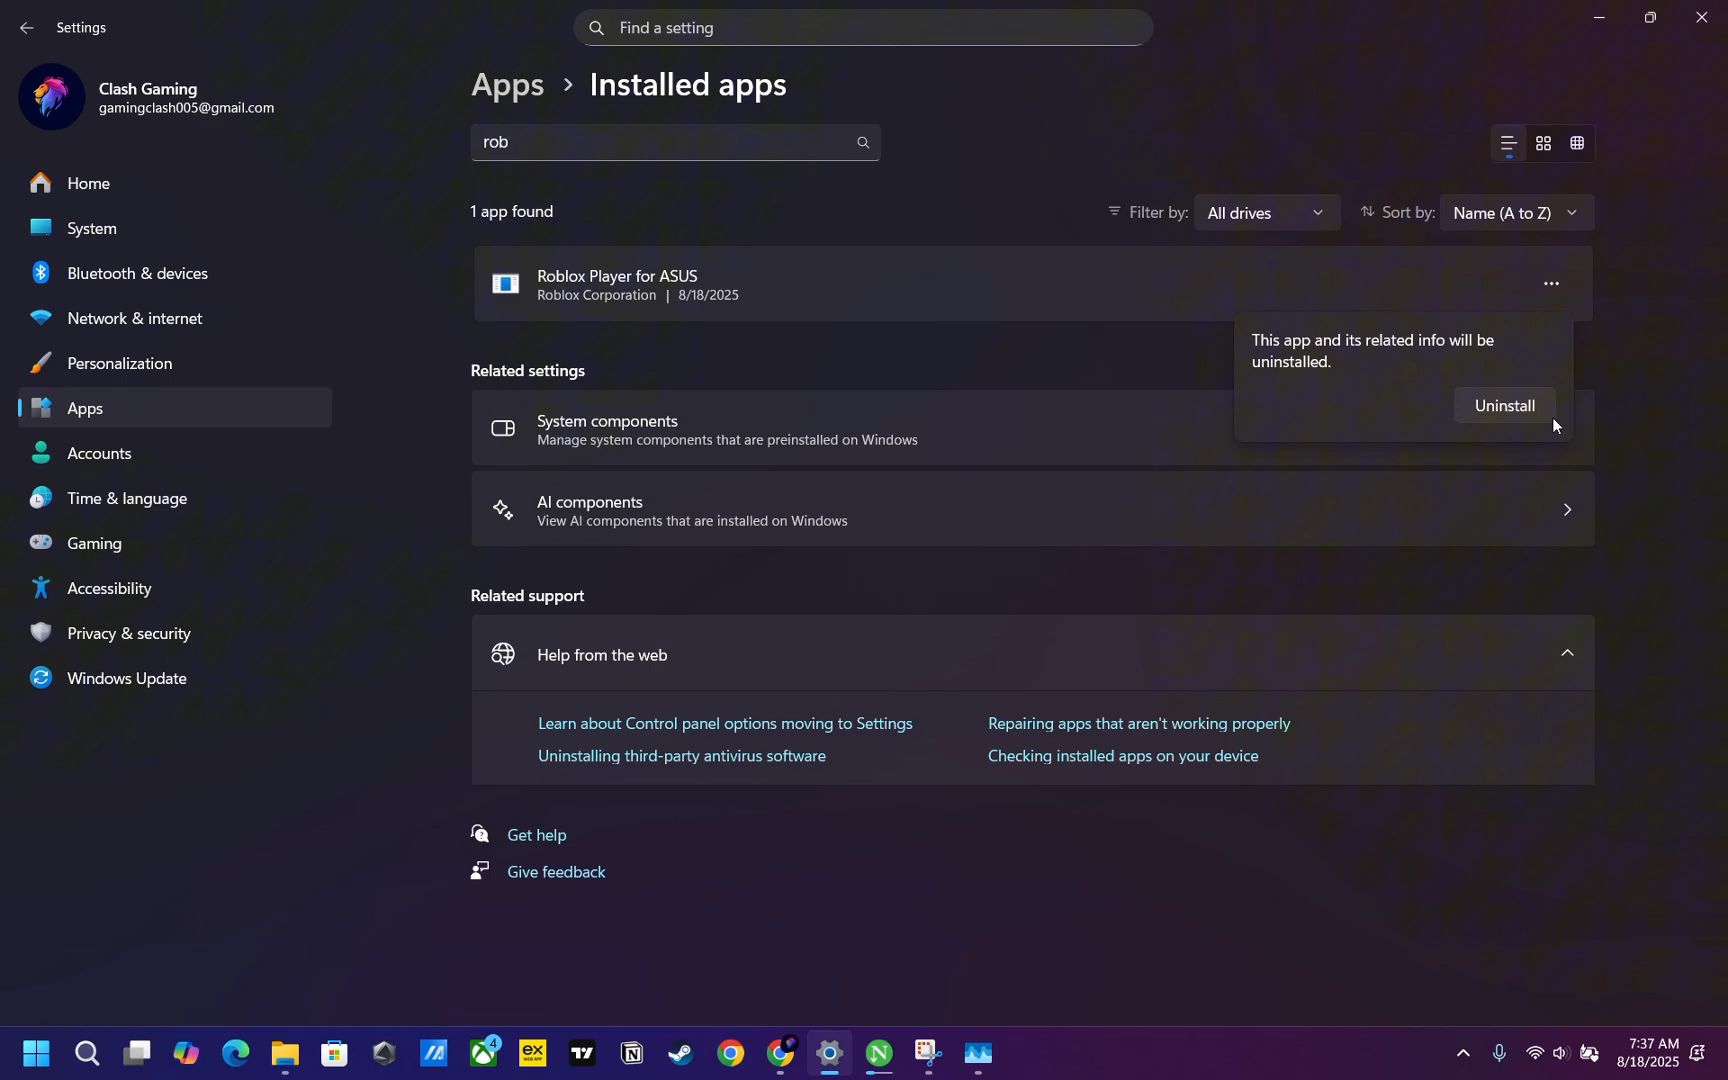 Settings
Find a setting
Clash Gaming
gamingclash005@gmail.com
Home
System
Bluetooth & devices
Network & internet
Personalization
Apps
Accounts
Time & language
Gaming
Accessibility
Privacy & security
Windows Update
Apps > Installed apps
rob
1 app found
Filter by: All drives
Sort by: Name (A to Z)
Roblox Player for ASUS
Roblox Corporation | 8/18/2025
This app and its related info will be
uninstalled.
Uninstall
Related settings
System components
Manage system components that are preinstalled on Windows
AI components
View AI components that are installed on Windows
Related support
Help from the web
Learn about Control panel options moving to Settings
Repairing apps that aren't working properly
Uninstalling third-party antivirus software
Checking installed apps on your device
Get help
Give feedback
4
ex
WEB APP
7:37 AM
8/18/2025